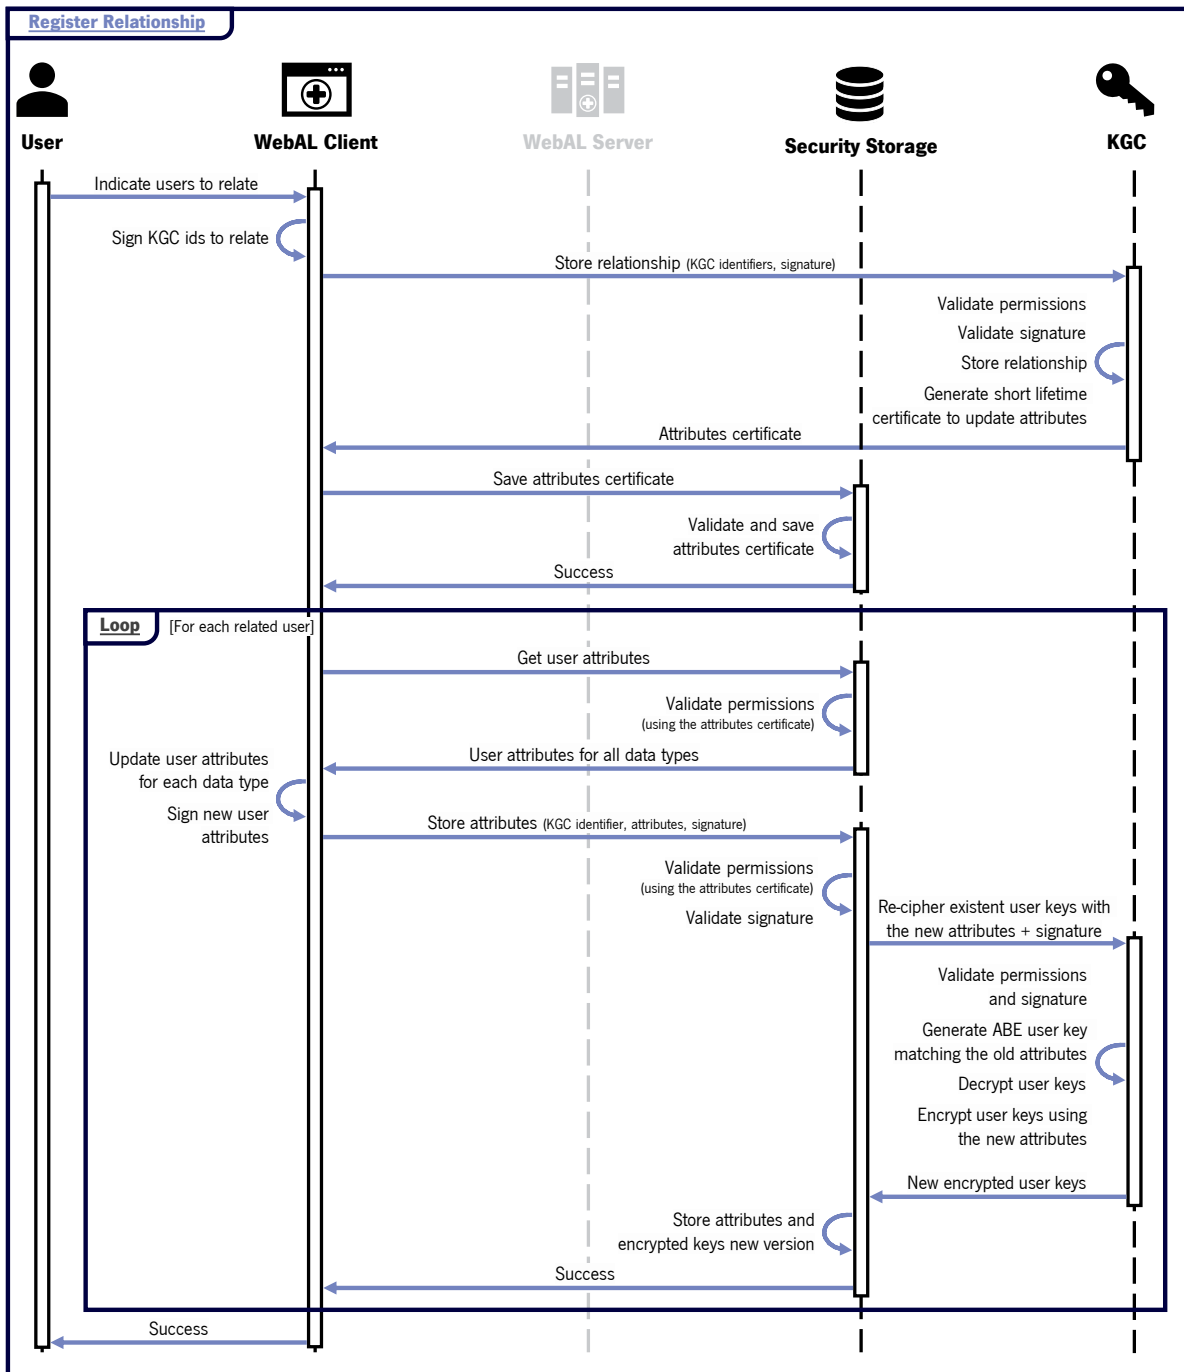 Register Relationship
User
WebAL Client
WebAL Server
Security Storage
KGC
Indicate users to relate
Sign KGC ids to relate
Store relationship (KGC identifiers, signature)
Validate permissions
Validate signature
Store relationship
Generate short lifetime
certificate to update attributes
Attributes certificate
Save attributes certificate
Validate and save
attributes certificate
Success
Loop
[For each related user]
Get user attributes
Validate permissions
(using the attributes certificate)
User attributes for all data types
Update user attributes
for each data type
Sign new user
attributes
Store attributes (KGC identifier, attributes, signature)
Validate permissions
(using the attributes certificate)
Validate signature
Re-cipher existent user keys with
the new attributes + signature
Validate permissions
and signature
Generate ABE user key
matching the old attributes
Decrypt user keys
Encrypt user keys using
the new attributes
New encrypted user keys
Store attributes and
encrypted keys new version
Success
Success